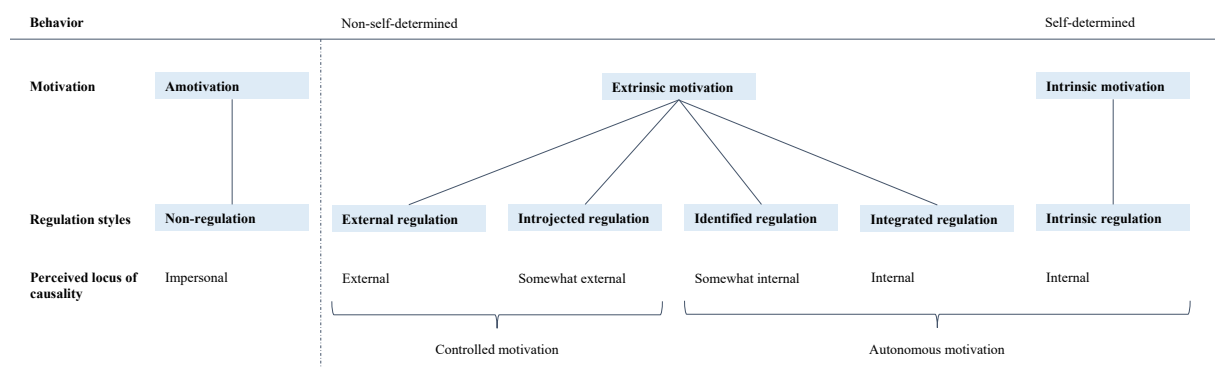 Behavior Non-self-determined Self-determined
Motivation Amotivation Extrinsic motivation Intrinsic motivation
Regulation styles Non-regulation External regulation Introjected regulation Identified regulation Integrated regulation Intrinsic regulation
Perceived locus of Impersonal External Somewhat external Somewhat internal Internal Internal
causality
Controlled motivation Autonomous motivation